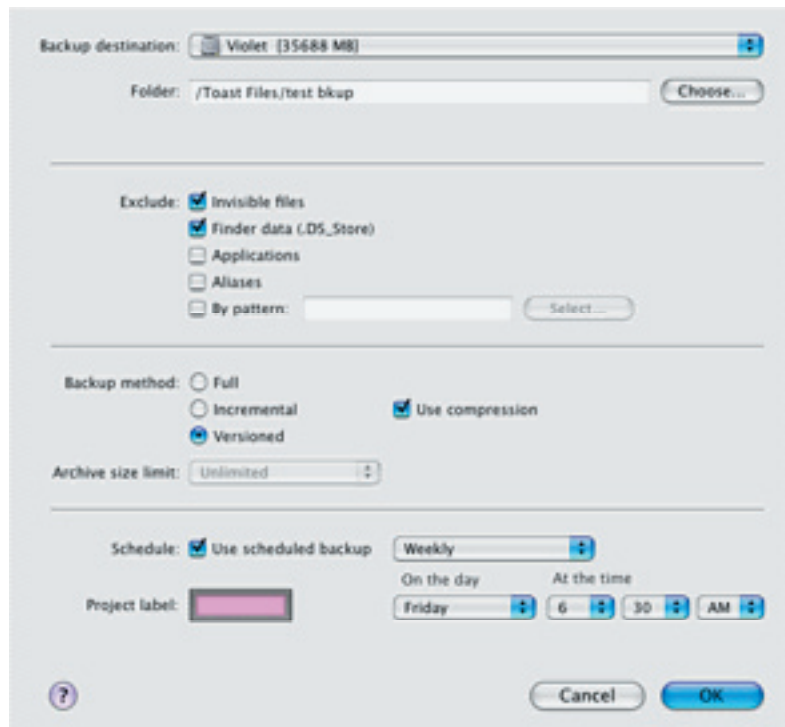 Backup destination: Violet [35688 MB]
Folder: /Toast Files/test bkup Choose...
Exclude: Invisible files
Finder data (.DS_Store)
Applications
Aliases
By pattern: Select...
Backup method: Full
Incremental Use compression
Versioned
Archive size limit: Unlimited
Schedule: Use scheduled backup Weekly
On the day At the time
Project label: Friday 6 30 AM
? Cancel OK